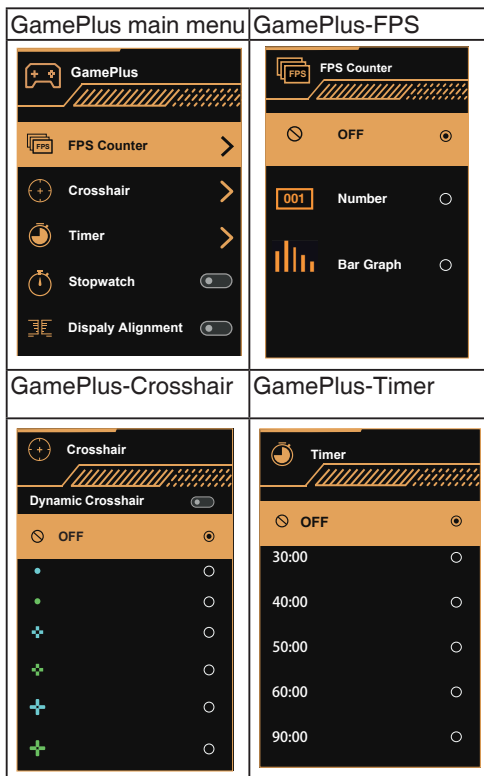 GamePlus main menu
GamePlus
FPS
FPS Counter
Crosshair
Timer
Stopwatch
Dispaly Alignment
GamePlus-FPS
FPS
FPS Counter
OFF
001
Number
Bar Graph
GamePlus-Crosshair
Crosshair
Dynamic Crosshair
OFF
GamePlus-Timer
Timer
OFF
30:00
40:00
50:00
60:00
90:00